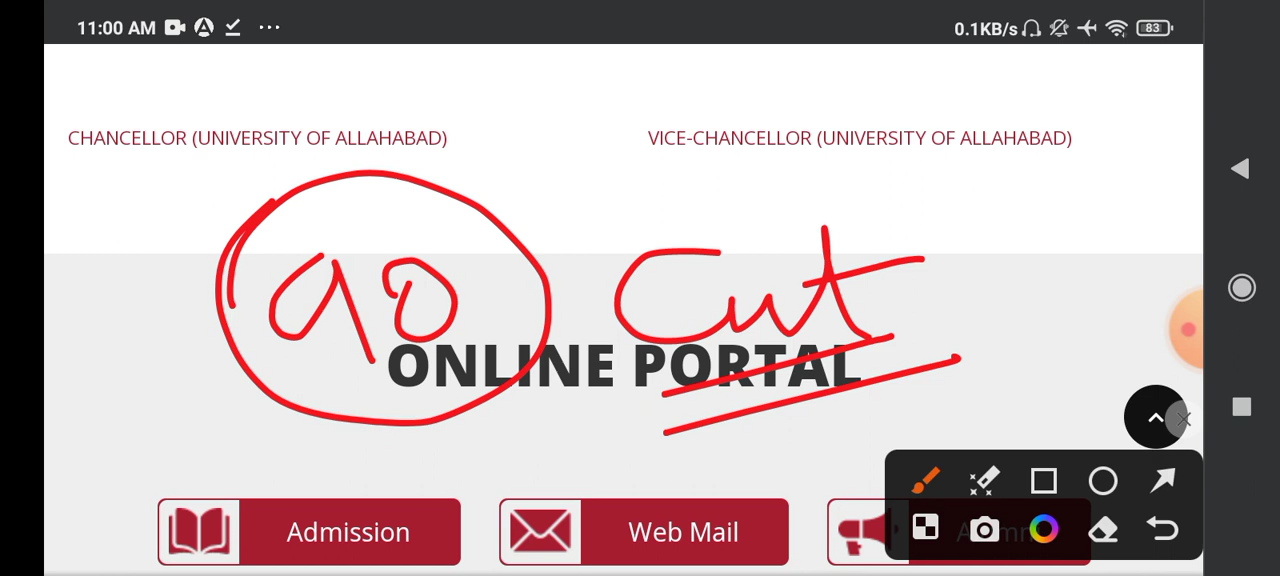 11:00 AM ...
0.1KB/s 83
CHANCELLOR (UNIVERSITY OF ALLAHABAD) VICE-CHANCELLOR (UNIVERSITY OF ALLAHABAD)
90 Cut
ONLINE PORTAL
Admission Web Mail